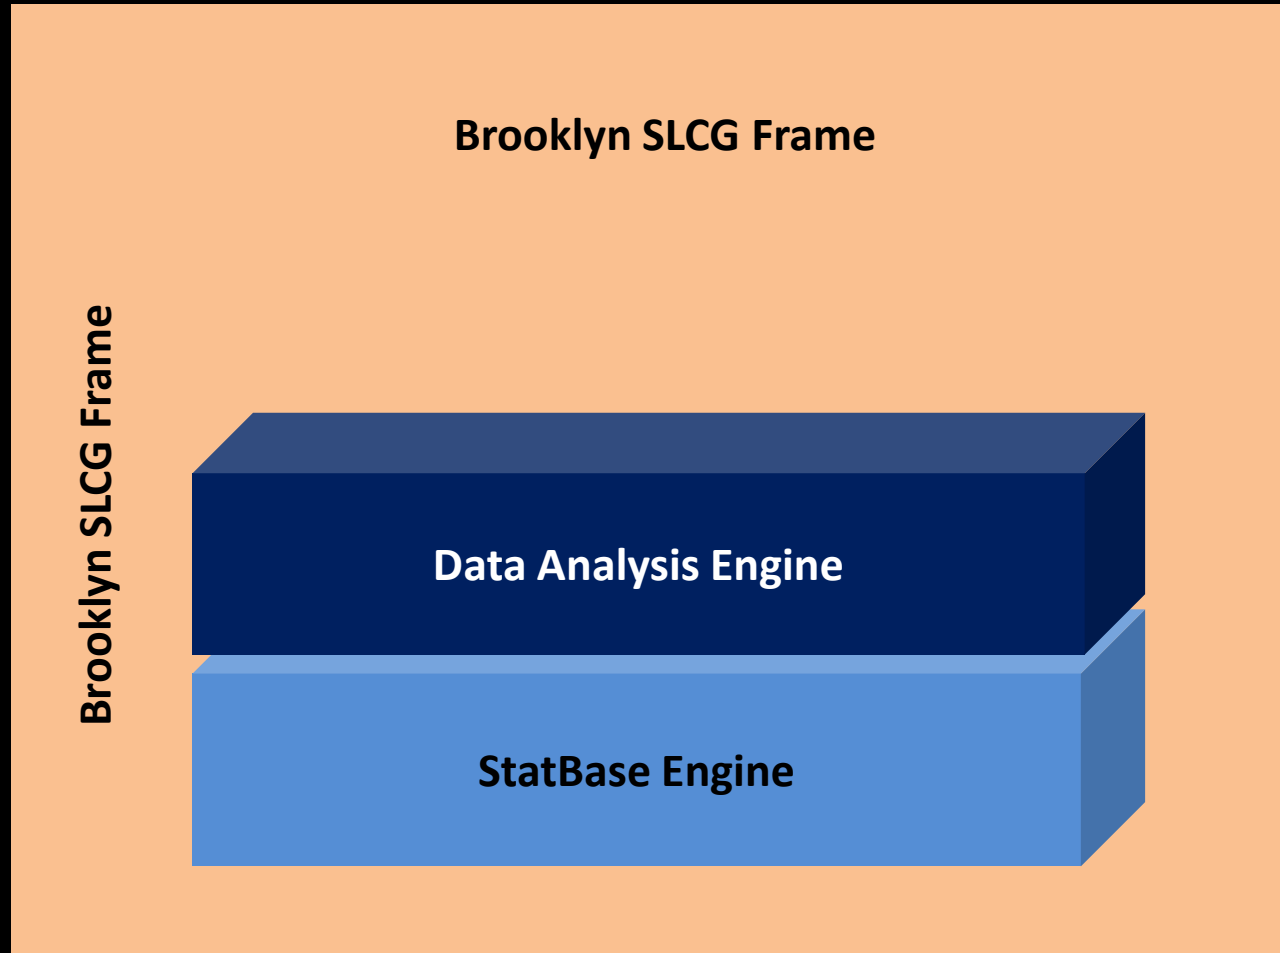 Brooklyn SLCG Frame
Brooklyn SLCG Frame
Data Analysis Engine
StatBase Engine